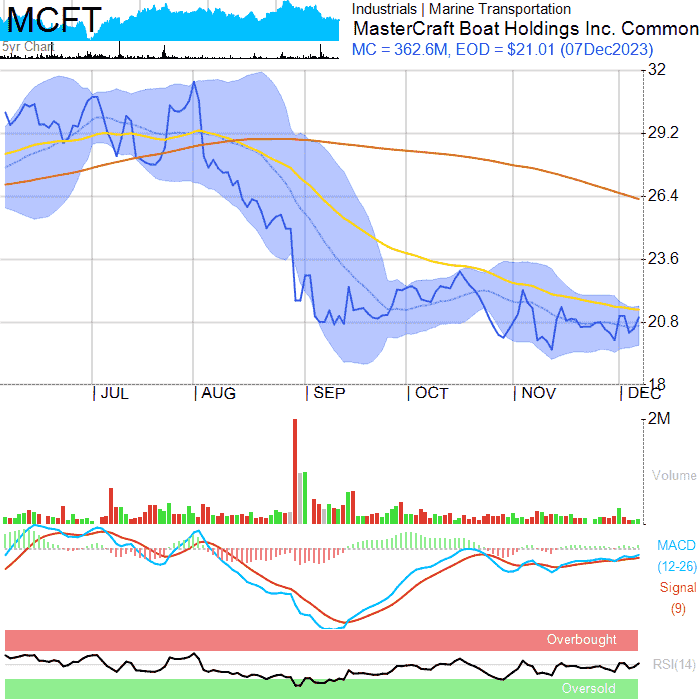 MCFT
5yr Chart
Industrials | Marine Transportation
MasterCraft Boat Holdings Inc. Common
MC = 362.6M, EOD = $21.01 (07Dec2023)
32
29.2
26.4
23.6
20.8
18
JUL
AUG
SEP
OCT
NOV
DEC
2M
Volume
MACD
(12-26)
Signal
(9)
Overbought
RSI(14)
Oversold